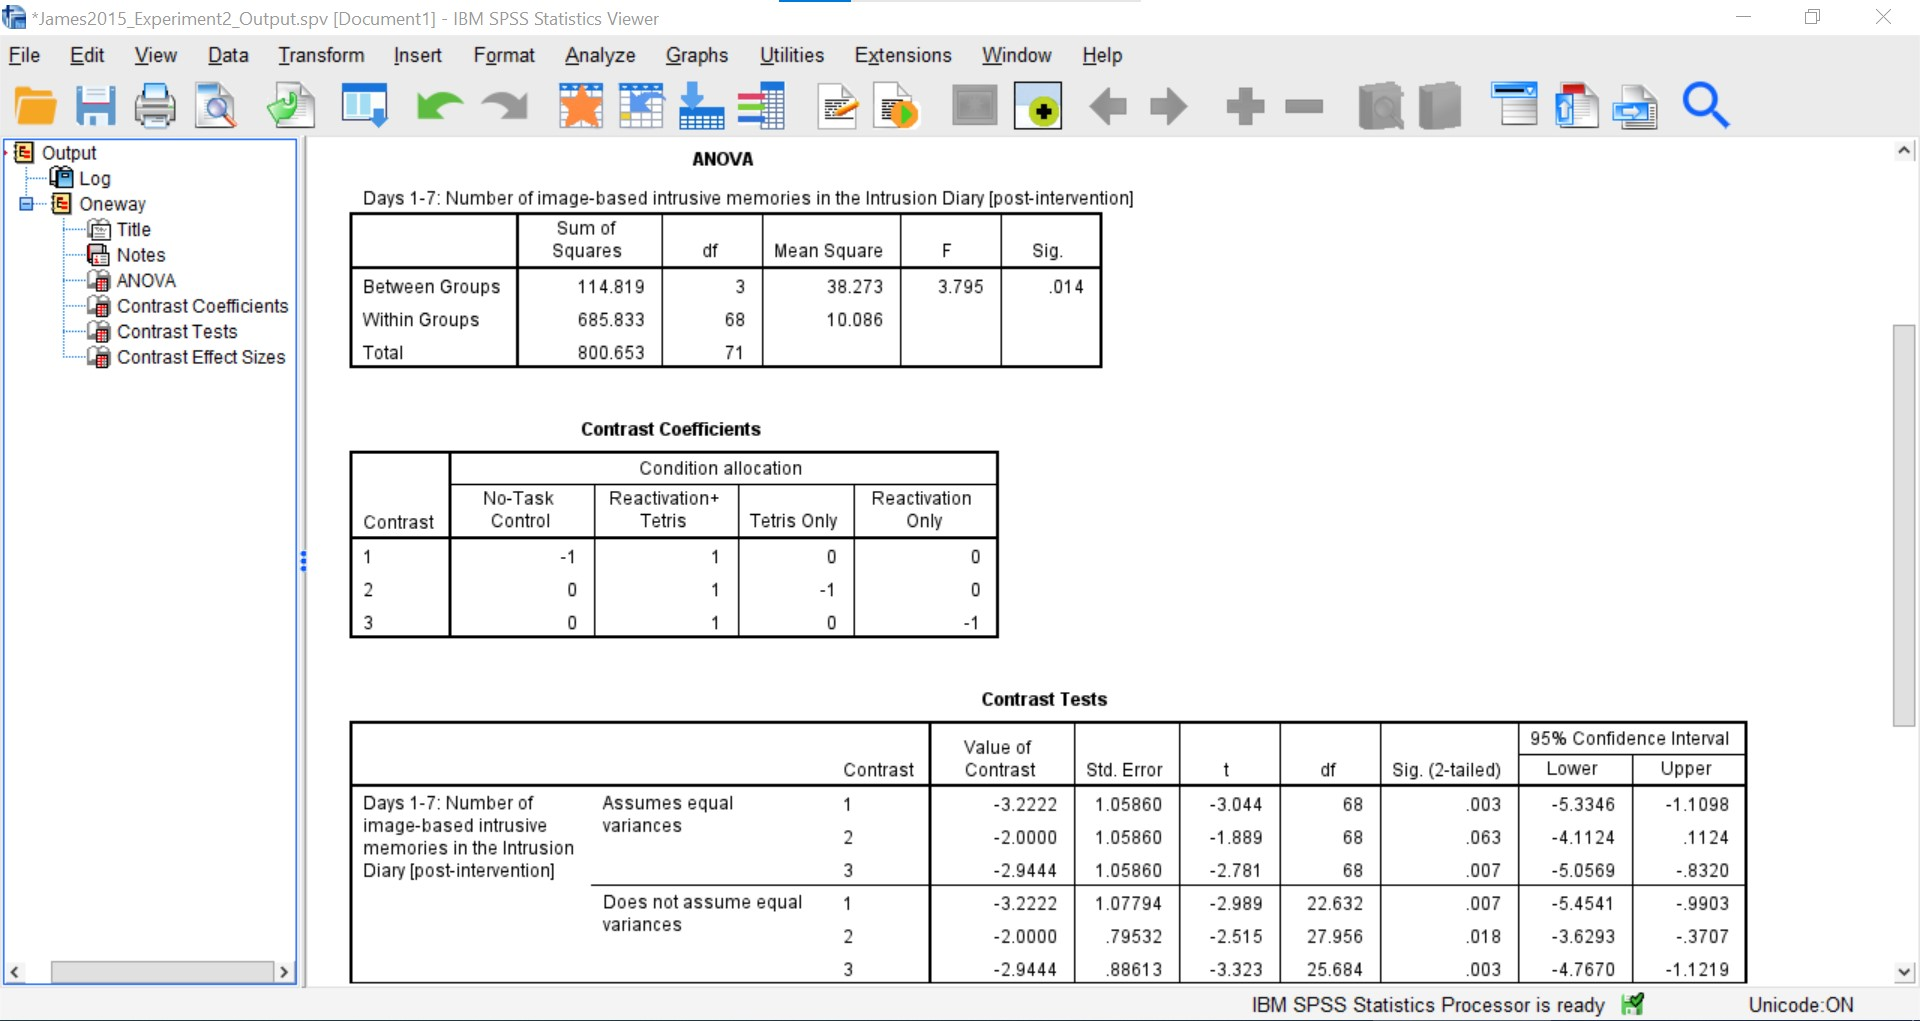 *James2015_Experiment2_Output.spv [Document1] - IBM SPSS Statistics Viewer
File Edit View Data Transform Insert Format Analyze Graphs Utilities Extensions Window Help
Output
Log
Oneway
Title
Notes
ANOVA
Contrast Coefficients
Contrast Tests
Contrast Effect Sizes
ANOVA
Days 1-7: Number of image-based intrusive memories in the Intrusion Diary [post-intervention]
Sum of Squares df Mean Square F Sig.
Between Groups 114.819 3 38.273 3.795 .014
Within Groups 685.833 68 10.086
Total 800.653 71
Contrast Coefficients
Condition allocation
Contrast No-Task Control Reactivation+ Tetris Tetris Only Reactivation Only
1 -1 1 0 0
2 0 1 -1 0
3 0 1 0 -1
Contrast Tests
95% Confidence Interval
Contrast Value of Contrast Std. Error t df Sig. (2-tailed) Lower Upper
Days 1-7: Number of image-based intrusive memories in the Intrusion Diary [post-intervention]
Assumes equal variances 1 -3.2222 1.05860 -3.044 68 .003 -5.3346 -1.1098
2 -2.0000 1.05860 -1.889 68 .063 -4.1124 .1124
3 -2.9444 1.05860 -2.781 68 .007 -5.0569 -.8320
Does not assume equal variances 1 -3.2222 1.07794 -2.989 22.632 .007 -5.4541 -.9903
2 -2.0000 .79532 -2.515 27.956 .018 -3.6293 -.3707
3 -2.9444 .88613 -3.323 25.684 .003 -4.7670 -1.1219
IBM SPSS Statistics Processor is ready Unicode:ON